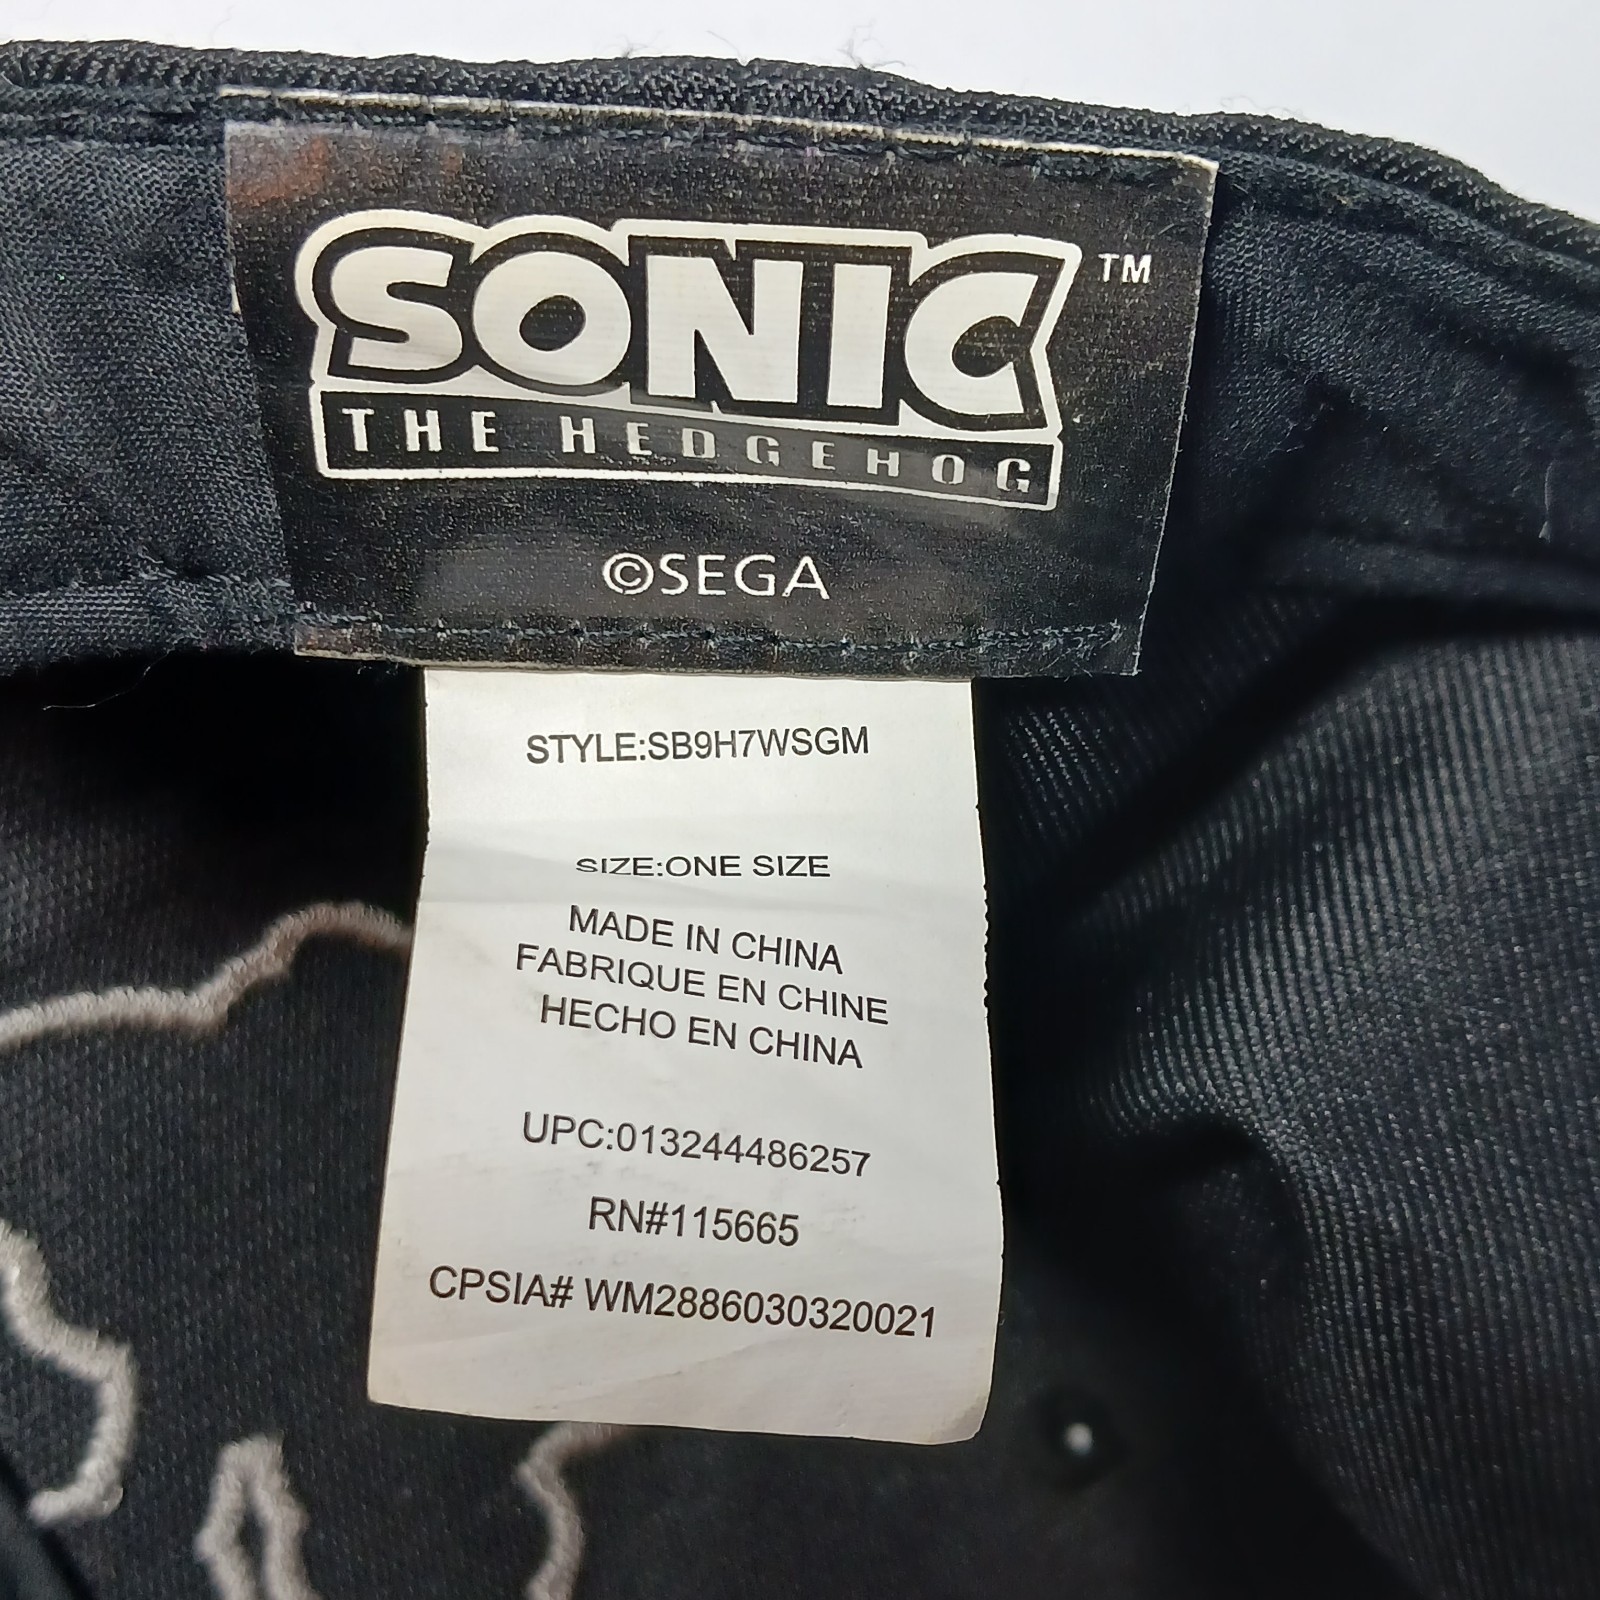 SONIC TM
THE HEDGEHOG
©SEGA
STYLE:SB9H7WSGM
SIZE:ONE SIZE
MADE IN CHINA
FABRIQUE EN CHINE
HECHO EN CHINA
UPC:013244486257
RN#115665
CPSIA# WM2886030320021